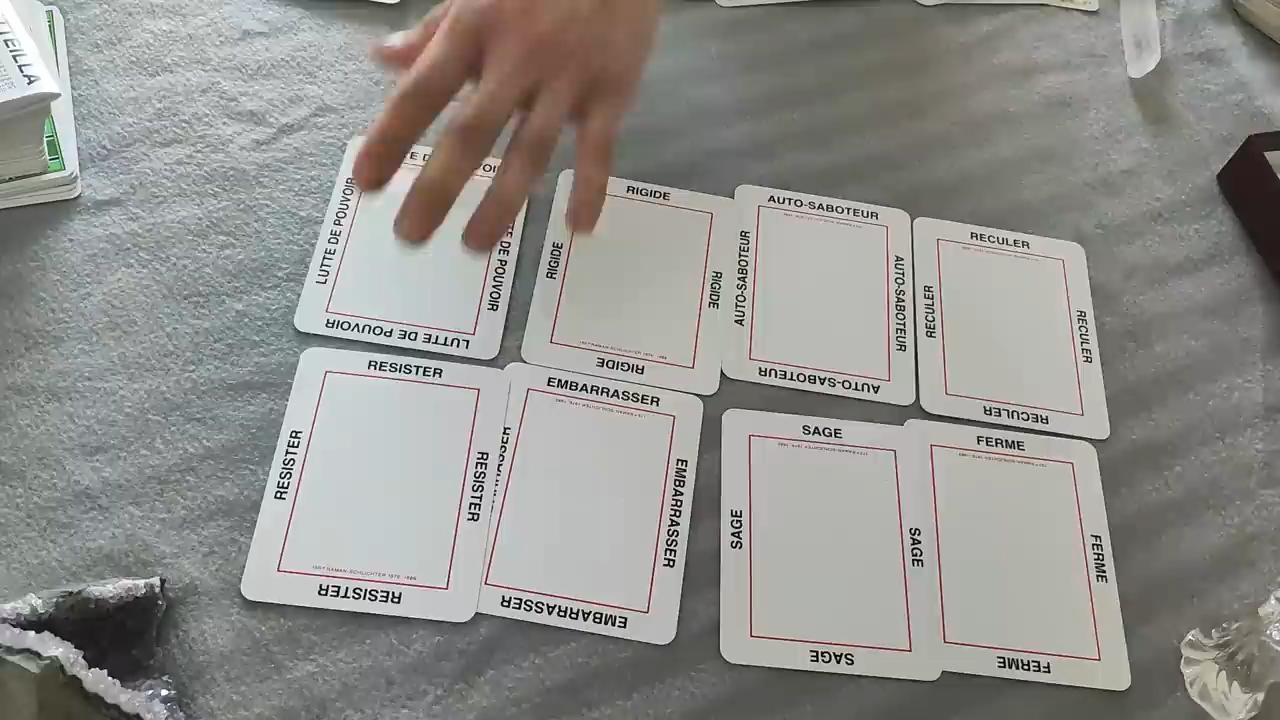 TEILLA
LUTTE DE POUVOIR
LUTTE DE POUVOIR
RIGIDE
RIGIDE
RIGIDE
RIGIDE
AUTO-SABOTEUR
AUTO-SABOTEUR
AUTO-SABOTEUR
AUTO-SABOTEUR
RECULER
RECULER
RECULER
RECULER
RESISTER
RESISTER
RESISTER
RESISTER
EMBARRASSER
EMBARRASSER
EMBARRASSER
SAGE
SAGE
SAGE
SAGE
FERME
FERME
FERME